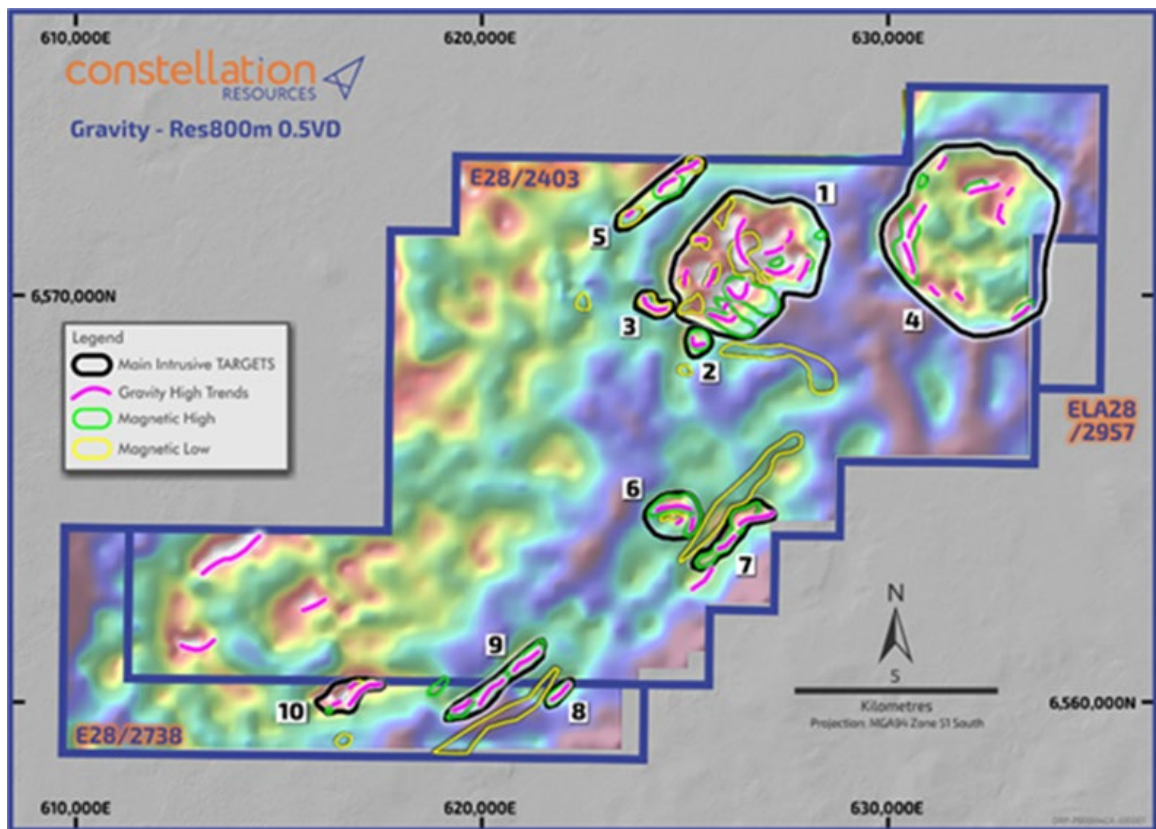 610,000E
620,000E
630,000E
constellation
RESOURCES
Gravity - Res800m 0.5VD
E28/2403
1
5
6,570,000N
3
4
2
Legend
Main Intrusive TARGETS
Gravity High Trends
Magnetic High
Magnetic Low
ELA28
/2957
6
7
N
S
Kilometres
Projection: MGA94 Zone 51 South
9
10
8
6,560,000N
E28/2738
610,000E
620,000E
630,000E